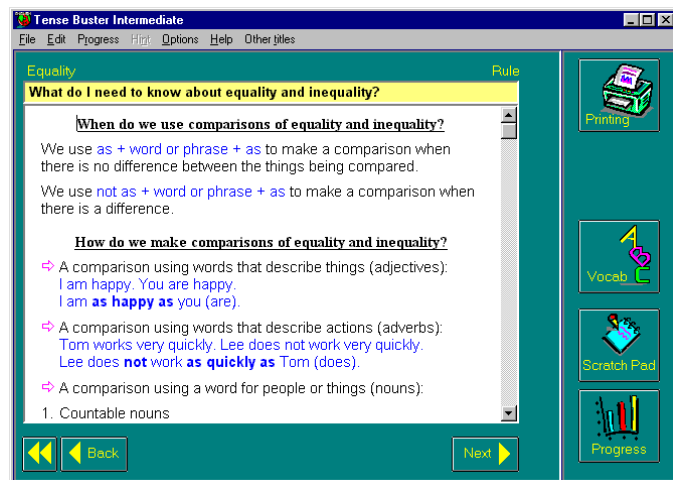 Tense Buster Intermediate
File Edit Progress Hint Options Help Other titles
Equality Rule
What do I need to know about equality and inequality?
When do we use comparisons of equality and inequality?
We use as + word or phrase + as to make a comparison when
there is no difference between the things being compared.
We use not as + word or phrase + as to make a comparison when
there is a difference.
How do we make comparisons of equality and inequality?
⇨ A comparison using words that describe things (adjectives):
I am happy. You are happy.
I am as happy as you (are).
⇨ A comparison using words that describe actions (adverbs):
Tom works very quickly. Lee does not work very quickly.
Lee does not work as quickly as Tom (does).
⇨ A comparison using a word for people or things (nouns):
1. Countable nouns
Back
Next
Printing
A
B
C
Vocab
Scratch Pad
Progress